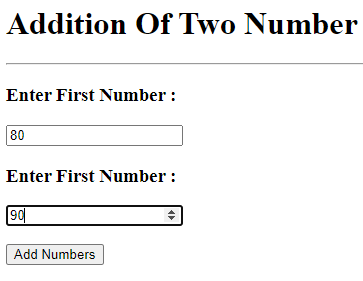 Addition Of Two Number
Enter First Number :
80
Enter First Number :
90
Add Numbers